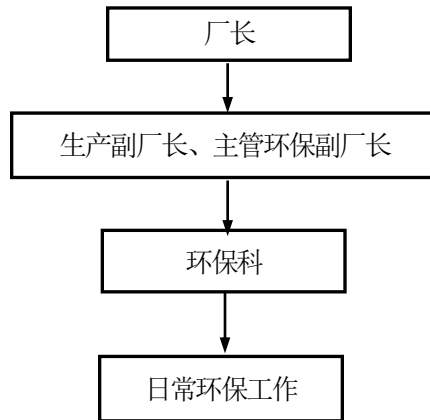 厂长
生产副厂长、主管环保副厂长
环保科
日常环保工作